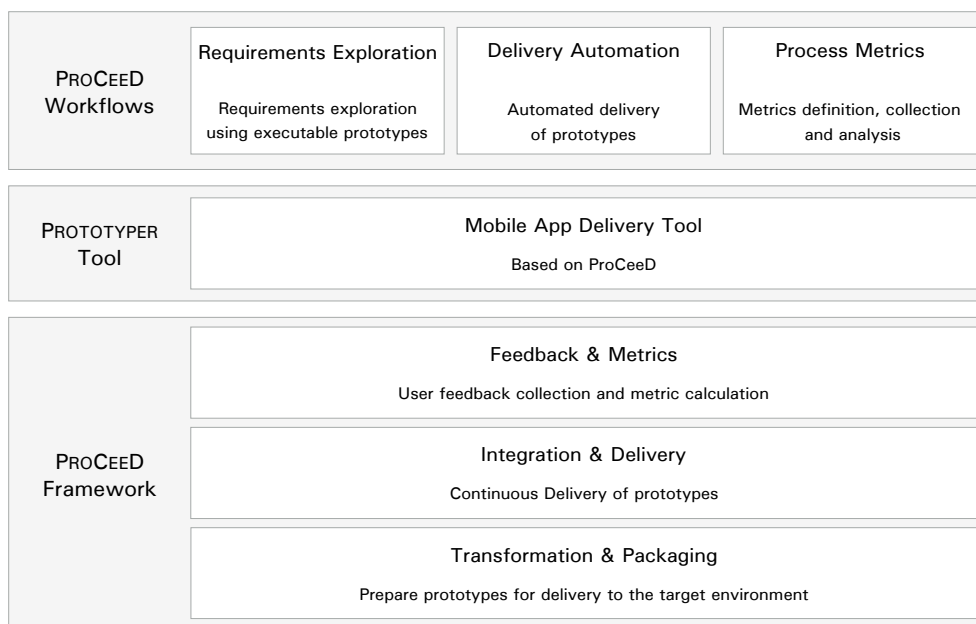 PROCEED
Workflows
Requirements Exploration
Requirements exploration
using executable prototypes
Delivery Automation
Automated delivery
of prototypes
Process Metrics
Metrics definition, collection
and analysis
PROTOTYPER
Tool
Mobile App Delivery Tool
Based on ProCeeD
PROCEED
Framework
Feedback & Metrics
User feedback collection and metric calculation
Integration & Delivery
Continuous Delivery of prototypes
Transformation & Packaging
Prepare prototypes for delivery to the target environment